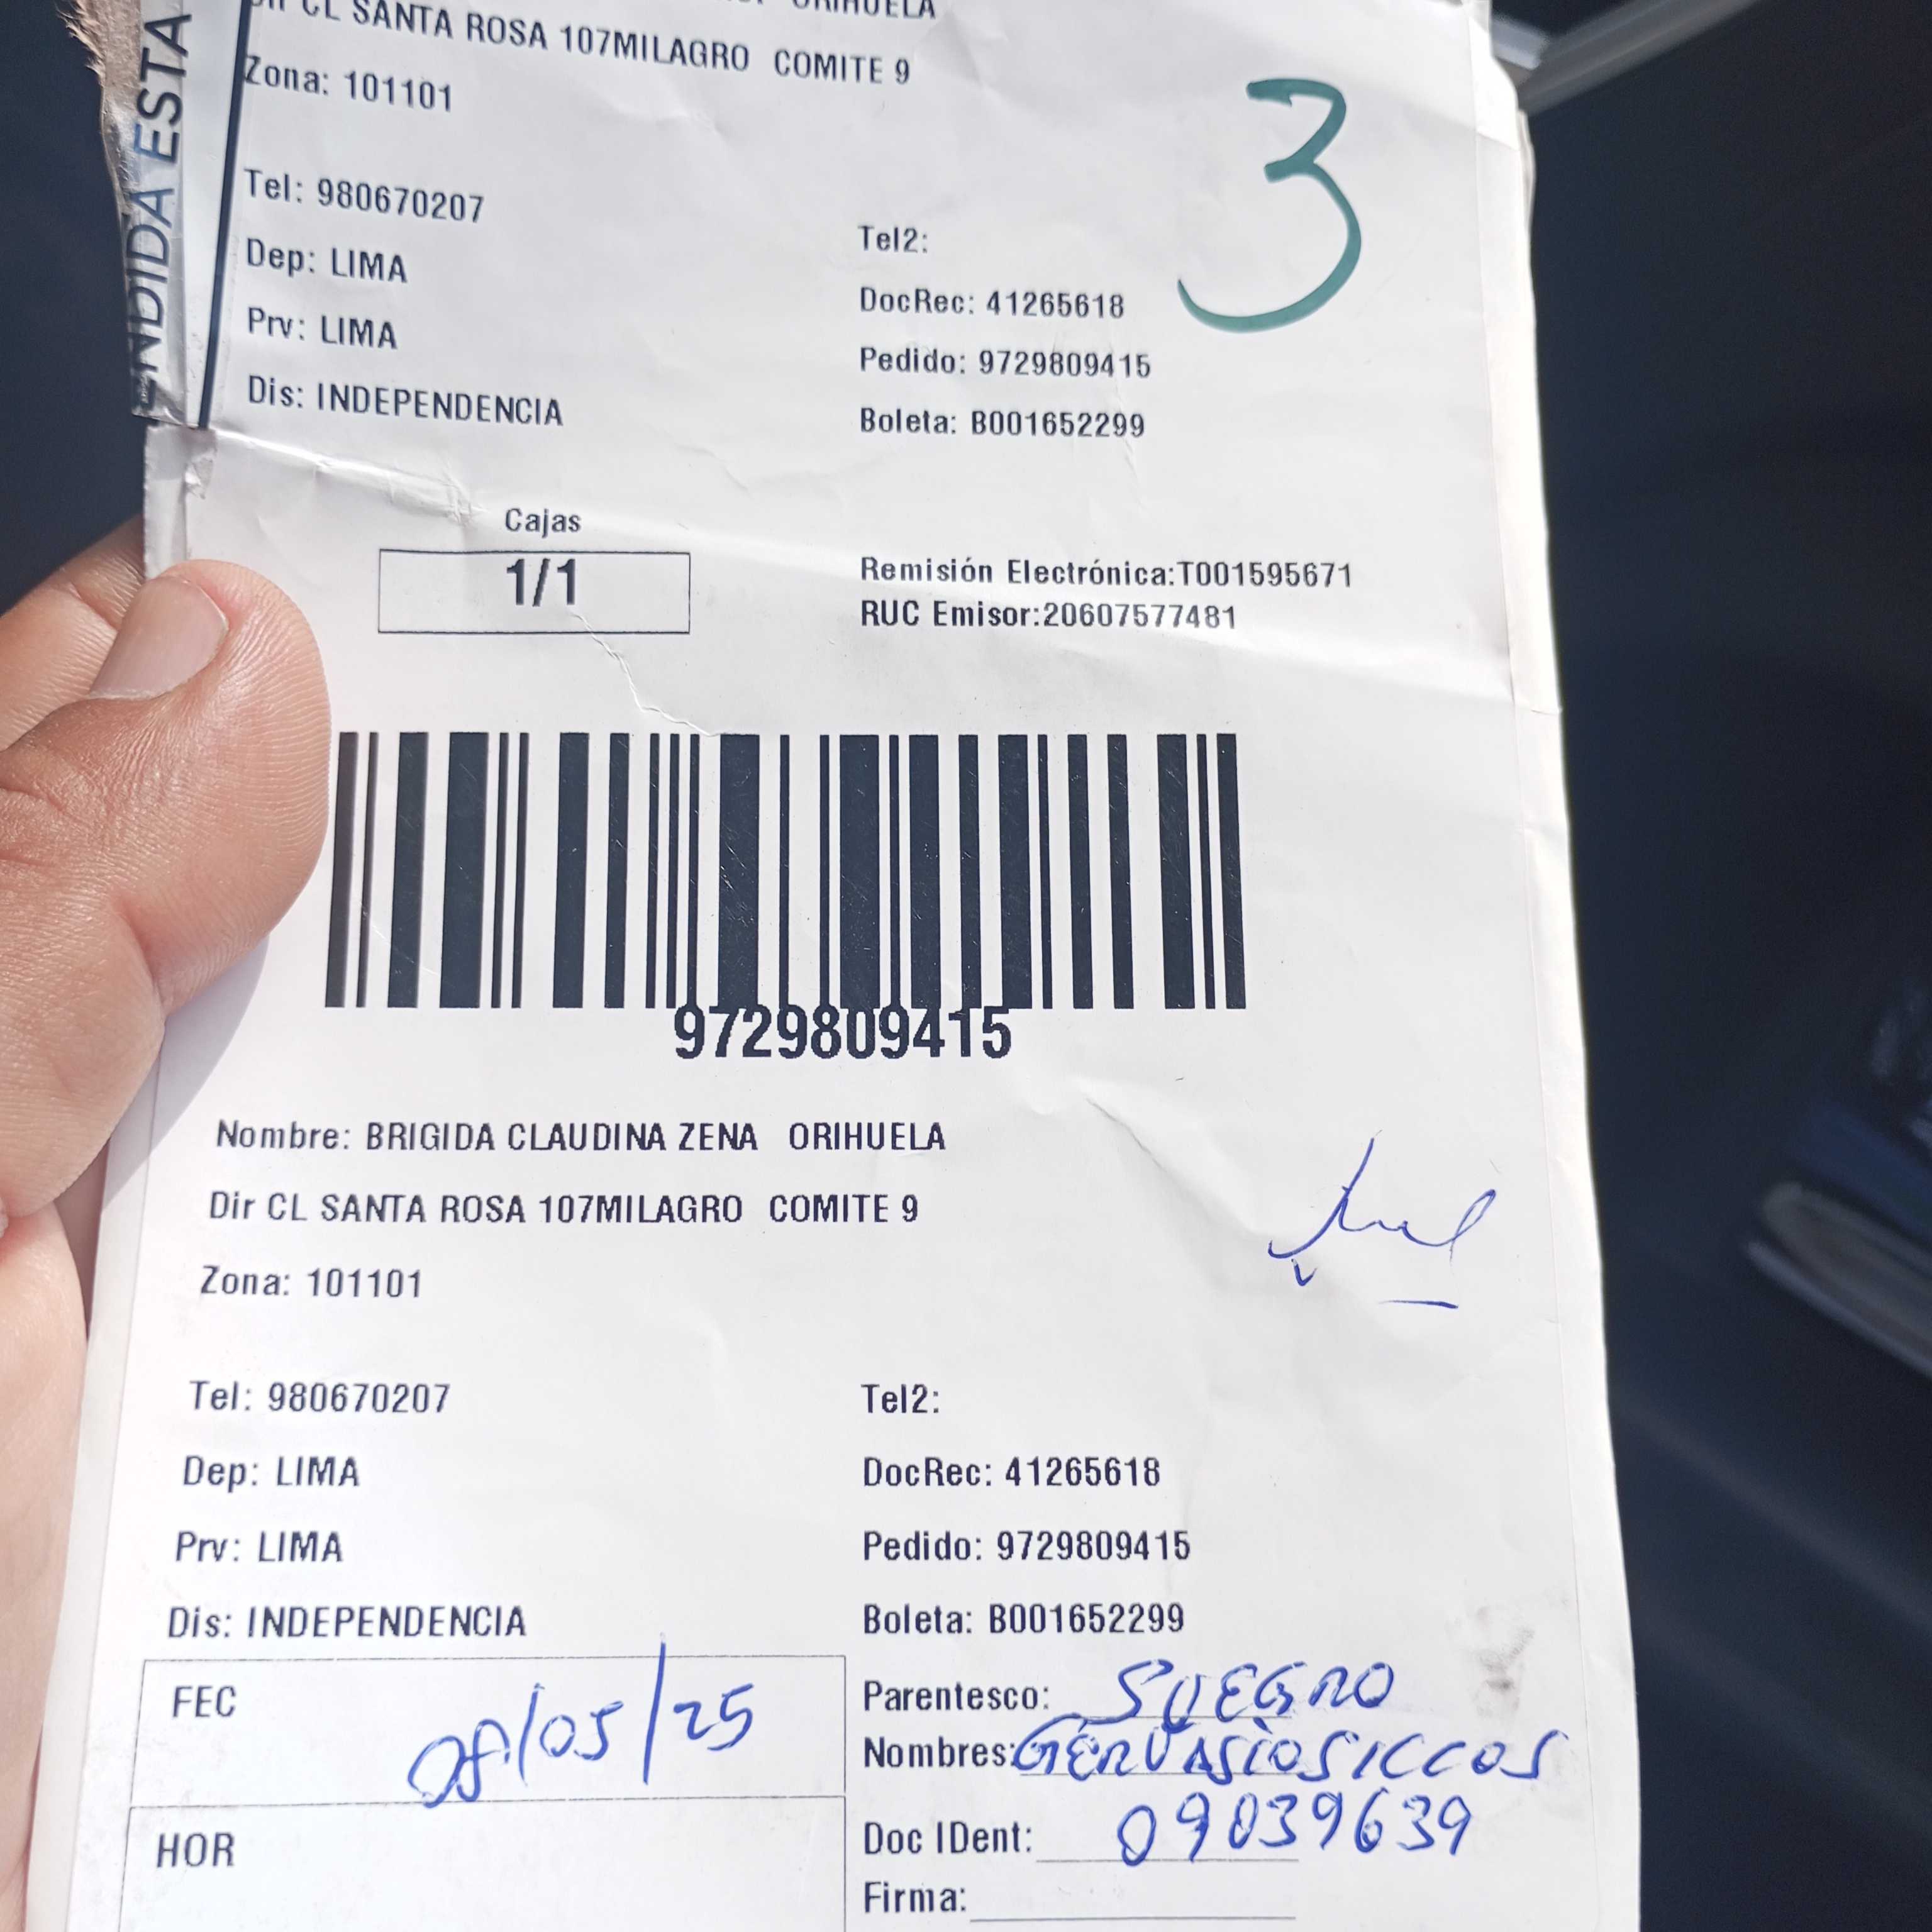 ENDIDA ESTA
ORIHUELA
CL SANTA ROSA 107MILAGRO COMITE 9
Zona: 101101
3
Tel: 980670207
Tel2:
Dep: LIMA
DocRec: 41265618
Prv: LIMA
Pedido: 9729809415
Dis: INDEPENDENCIA
Boleta: B001652299
Cajas
1/1
Remisión Electrónica:T001595671
RUC Emisor:20607577481
9729809415
Nombre: BRIGIDA CLAUDINA ZENA ORIHUELA
Dir CL SANTA ROSA 107MILAGRO COMITE 9
Zona: 101101
Tel: 980670207
Tel2:
Dep: LIMA
DocRec: 41265618
Prv: LIMA
Pedido: 9729809415
Dis: INDEPENDENCIA
Boleta: B001652299
FEC 08/05/25
Parentesco: SUEGRO
Nombres: GERVASIO SICCOS
Doc IDent: 09039639
HOR
Firma: